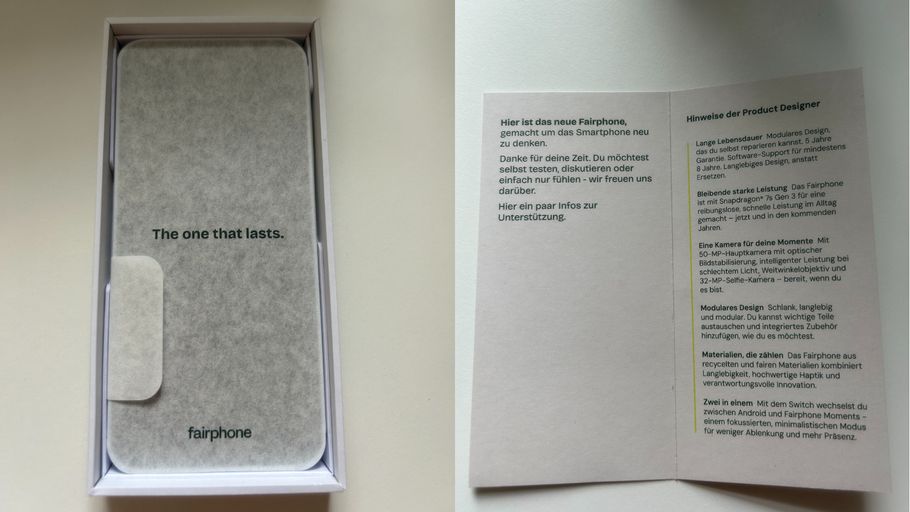 The one that lasts.
fairphone
Hier ist das neue Fairphone,
gemacht um das Smartphone neu
zu denken.
Danke für deine Zeit. Du möchtest
selbst testen, diskutieren oder
einfach nur fühlen - wir freuen uns
darüber.
Hier ein paar Infos zur
Unterstützung.
Hinweise der Product Designer
Lange Lebensdauer Modulares Design,
das du selbst reparieren kannst. 5 Jahre
Garantie. Software-Support für mindestens
8 Jahre. Langlebiges Design, anstatt
Ersetzen.
Bleibende starke Leistung Das Fairphone
ist mit Snapdragon® 7s Gen 3 für eine
reibungslose, schnelle Leistung im Alltag
gemacht – jetzt und in den kommenden
Jahren.
Eine Kamera für deine Momente Mit
50-MP-Hauptkamera mit optischer
Bildstabilisierung, intelligenter Leistung bei
schlechtem Licht, Weitwinkelobjektiv und
32-MP-Selfie-Kamera – bereit, wenn du
es bist.
Modulares Design Schlank, langlebig
und modular. Du kannst wichtige Teile
austauschen und integriertes Zubehör
hinzufügen, wie du es möchtest.
Materialien, die zählen Das Fairphone aus
recycelten und fairen Materialien kombiniert
Langlebigkeit, hochwertige Haptik und
verantwortungsvolle Innovation.
Zwei in einem Mit dem Switch wechselst du
zwischen Android und Fairphone Moments –
einem fokussierten, minimalistischen Modus
für weniger Ablenkung und mehr Präsenz.